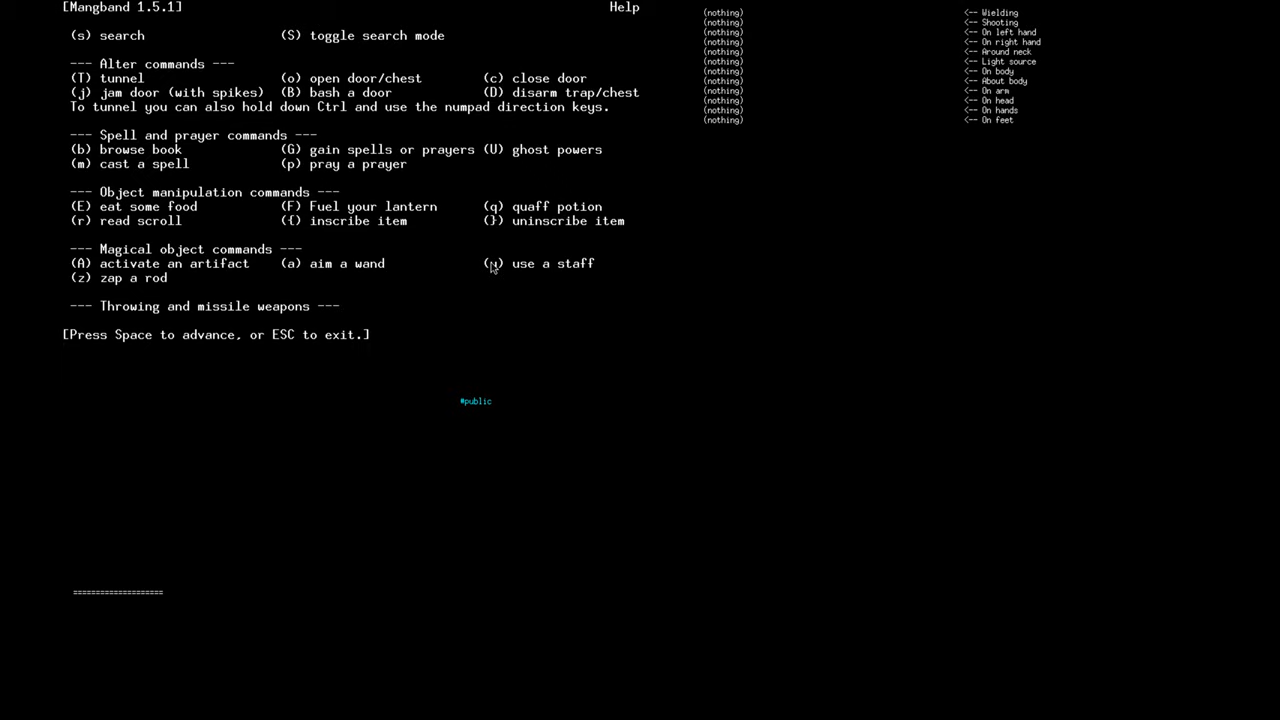 [Mangband 1.5.1] Help
(s) search (S) toggle search mode
--- Alter commands ---
(T) tunnel (o) open door/chest (c) close door
(j) jam door (with spikes) (B) bash a door (D) disarm trap/chest
To tunnel you can also hold down Ctrl and use the numpad direction keys.
--- Spell and prayer commands ---
(b) browse book (G) gain spells or prayers (U) ghost powers
(m) cast a spell (p) pray a prayer
--- Object manipulation commands ---
(E) eat some food (F) Fuel your lantern (q) quaff potion
(r) read scroll ({) inscribe item (}) uninscribe item
--- Magical object commands ---
(A) activate an artifact (a) aim a wand (u) use a staff
(z) zap a rod
--- Throwing and missile weapons ---
[Press Space to advance, or ESC to exit.]
(nothing) <-- Wielding
(nothing) <-- Shooting
(nothing) <-- On left hand
(nothing) <-- On right hand
(nothing) <-- Around neck
(nothing) <-- Light source
(nothing) <-- On body
(nothing) <-- About body
(nothing) <-- On arm
(nothing) <-- On head
(nothing) <-- On hands
(nothing) <-- On feet
#public
====================